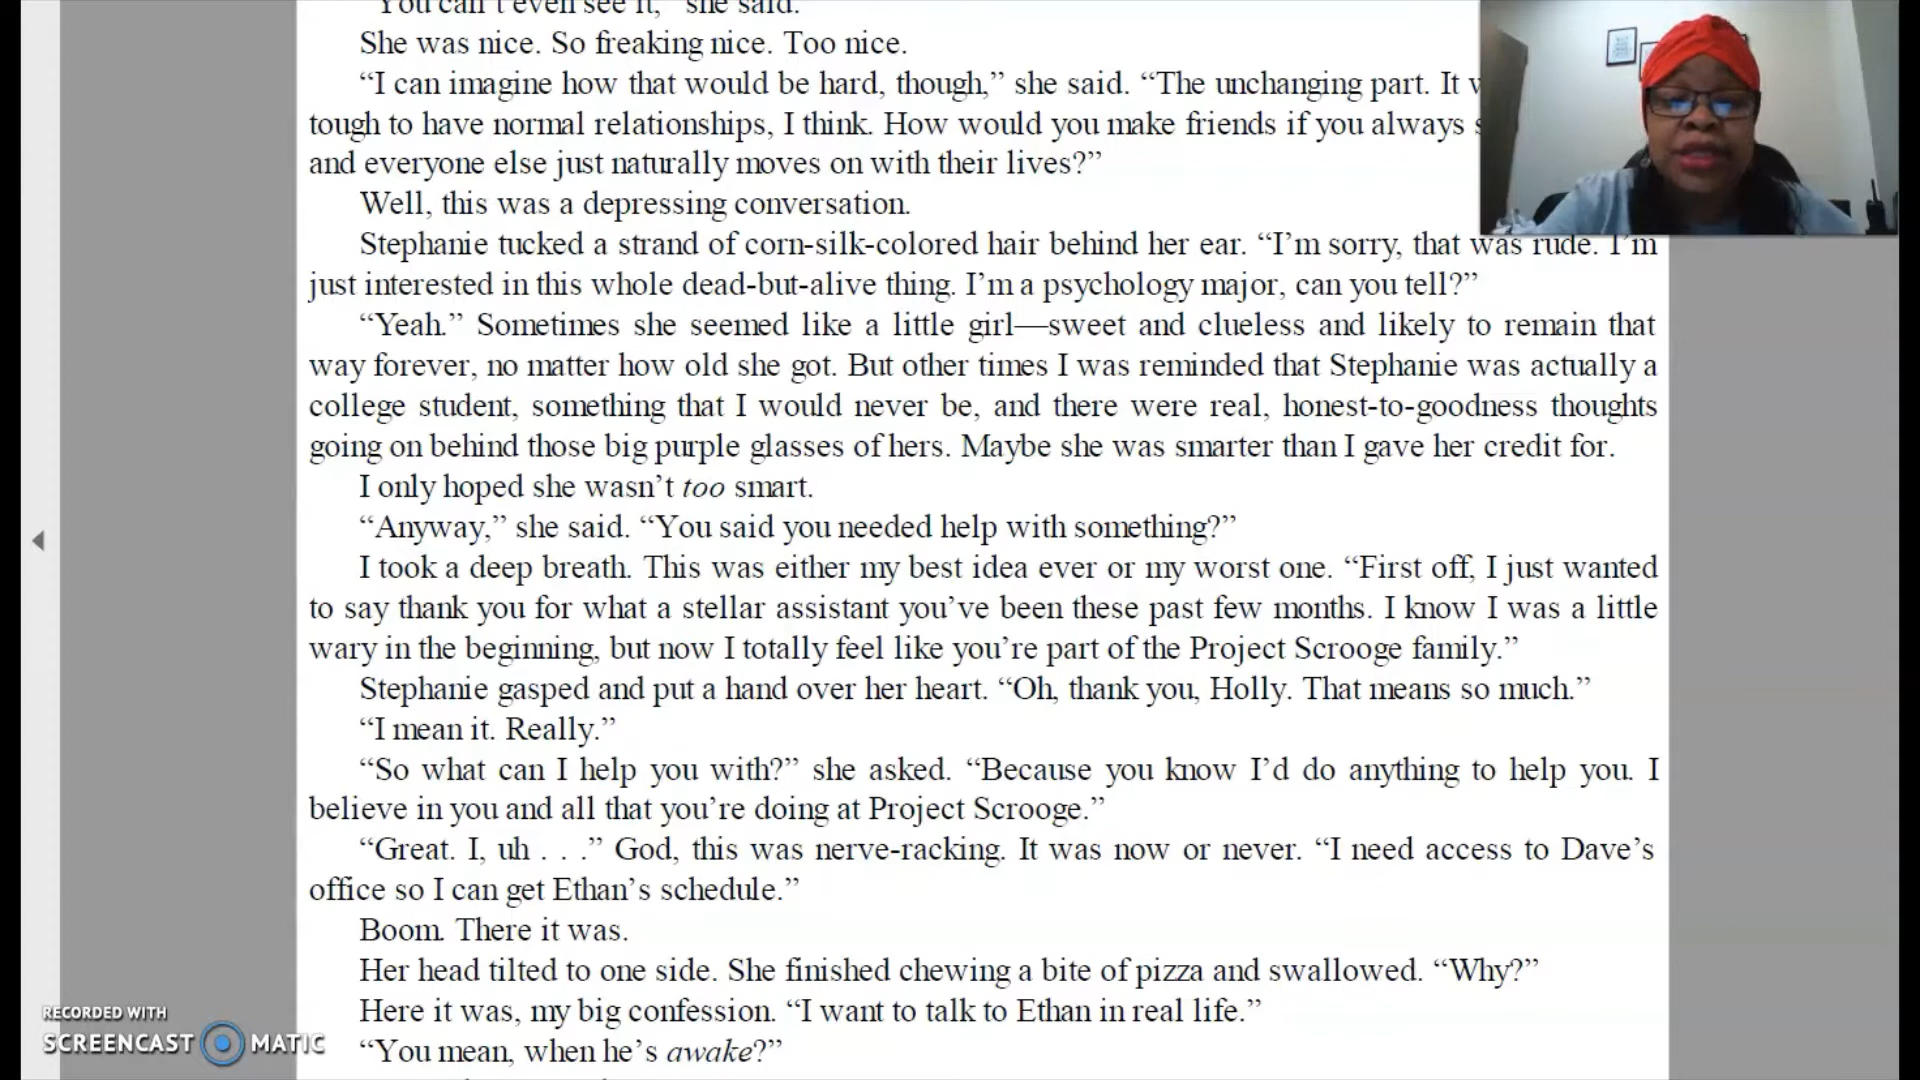 "You can't even see it," she said.
She was nice. So freaking nice. Too nice.
“I can imagine how that would be hard, though,” she said. “The unchanging part. It
tough to have normal relationships, I think. How would you make friends if you always
and everyone else just naturally moves on with their lives?”
Well, this was a depressing conversation.
Stephanie tucked a strand of corn-silk-colored hair behind her ear. “I’m sorry, that was rude. I’m
just interested in this whole dead-but-alive thing. I’m a psychology major, can you tell?”
“Yeah.” Sometimes she seemed like a little girl—sweet and clueless and likely to remain that
way forever, no matter how old she got. But other times I was reminded that Stephanie was actually a
college student, something that I would never be, and there were real, honest-to-goodness thoughts
going on behind those big purple glasses of hers. Maybe she was smarter than I gave her credit for.
I only hoped she wasn’t too smart.
“Anyway,” she said. “You said you needed help with something?”
I took a deep breath. This was either my best idea ever or my worst one. “First off, I just wanted
to say thank you for what a stellar assistant you’ve been these past few months. I know I was a little
wary in the beginning, but now I totally feel like you’re part of the Project Scrooge family.”
Stephanie gasped and put a hand over her heart. “Oh, thank you, Holly. That means so much.”
“I mean it. Really.”
“So what can I help you with?” she asked. “Because you know I’d do anything to help you. I
believe in you and all that you’re doing at Project Scrooge.”
“Great. I, uh . . .” God, this was nerve-racking. It was now or never. “I need access to Dave’s
office so I can get Ethan’s schedule.”
Boom. There it was.
Her head tilted to one side. She finished chewing a bite of pizza and swallowed. “Why?”
Here it was, my big confession. “I want to talk to Ethan in real life.”
“You mean, when he’s awake?”
RECORDED WITH
SCREENCAST MATIC